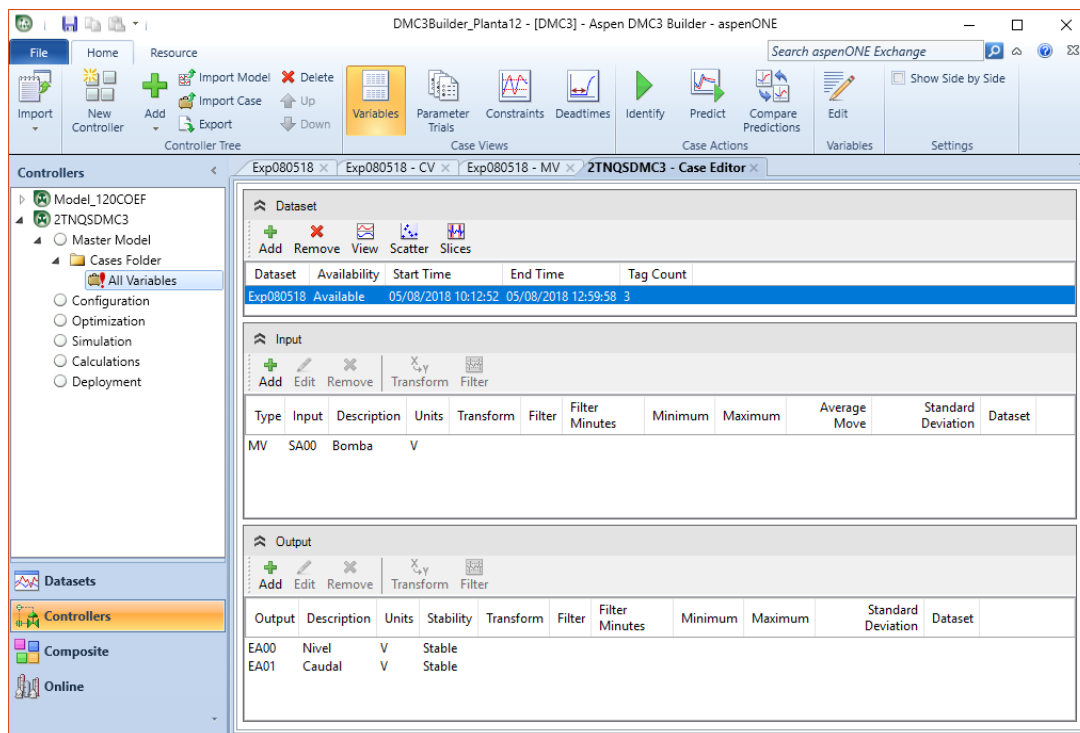 DMC3Builder_Planta12 - [DMC3] - Aspen DMC3 Builder - aspenONE
File Home Resource Search aspenONE Exchange
Import
New Controller
Add
Import Model
Import Case
Export
Delete
Up
Down
Controller Tree
Variables
Parameter Trials
Constraints
Deadtimes
Case Views
Identify
Predict
Compare Predictions
Case Actions
Edit
Variables
Show Side by Side
Settings
Controllers
Model_120COEF
2TNQSDMC3
Master Model
Cases Folder
All Variables
Configuration
Optimization
Simulation
Calculations
Deployment
Datasets
Controllers
Composite
Online
Exp080518 Exp080518 - CV Exp080518 - MV 2TNQSDMC3 - Case Editor
Dataset
Add Remove View Scatter Slices
Dataset Availability Start Time End Time Tag Count
Exp080518 Available 05/08/2018 10:12:52 05/08/2018 12:59:58 3
Input
Add Edit Remove Transform Filter
Type Input Description Units Transform Filter Filter Minutes Minimum Maximum Average Move Standard Deviation Dataset
MV SA00 Bomba V
Output
Add Edit Remove Transform Filter
Output Description Units Stability Transform Filter Filter Minutes Minimum Maximum Standard Deviation Dataset
EA00 Nivel V Stable
EA01 Caudal V Stable